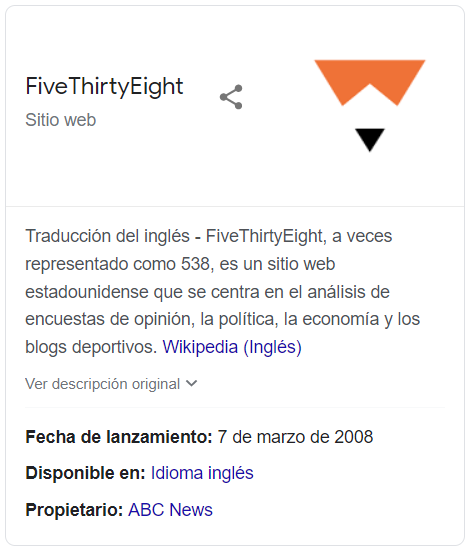 FiveThirtyEight
Sitio web
Traducción del inglés - FiveThirtyEight, a veces
representado como 538, es un sitio web
estadounidense que se centra en el análisis de
encuestas de opinión, la política, la economía y los
blogs deportivos. Wikipedia (Inglés)
Ver descripción original
Fecha de lanzamiento: 7 de marzo de 2008
Disponible en: Idioma inglés
Propietario: ABC News